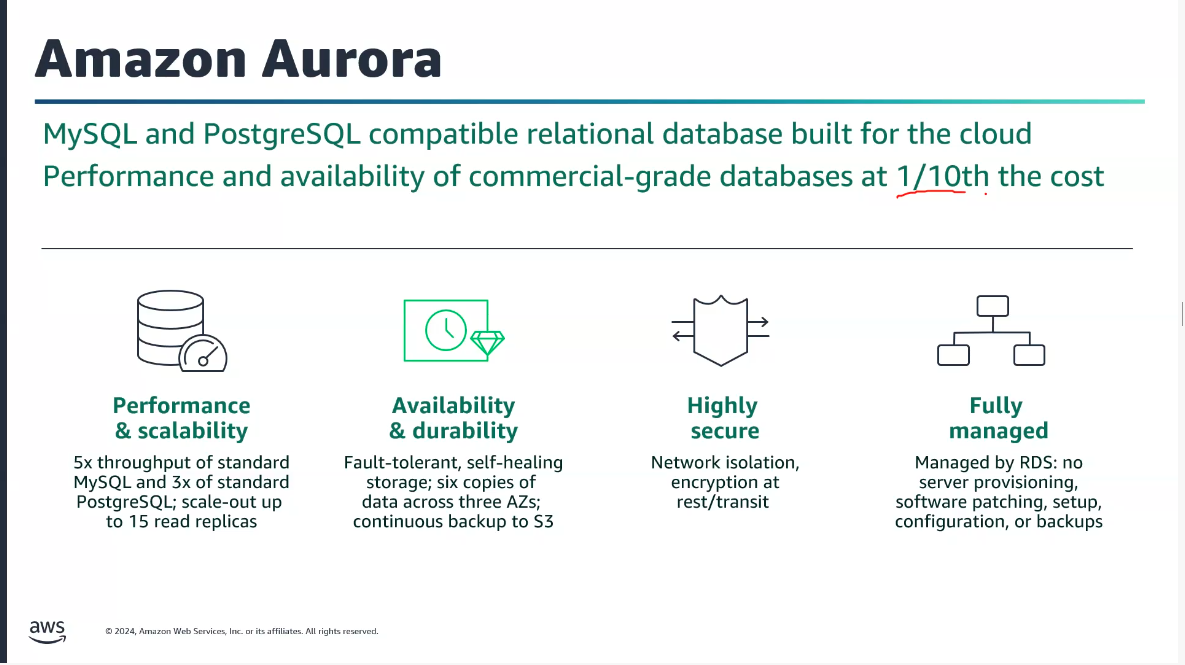 Amazon Aurora
MySQL and PostgreSQL compatible relational database built for the cloud
Performance and availability of commercial-grade databases at 1/10th the cost
Performance
& scalability
5x throughput of standard
MySQL and 3x of standard
PostgreSQL; scale-out up
to 15 read replicas
Availability
& durability
Fault-tolerant, self-healing
storage; six copies of
data across three AZs;
continuous backup to S3
Highly
secure
Network isolation,
encryption at
rest/transit
Fully
managed
Managed by RDS: no
server provisioning,
software patching, setup,
configuration, or backups
aws
© 2024, Amazon Web Services, Inc. or its affiliates. All rights reserved.